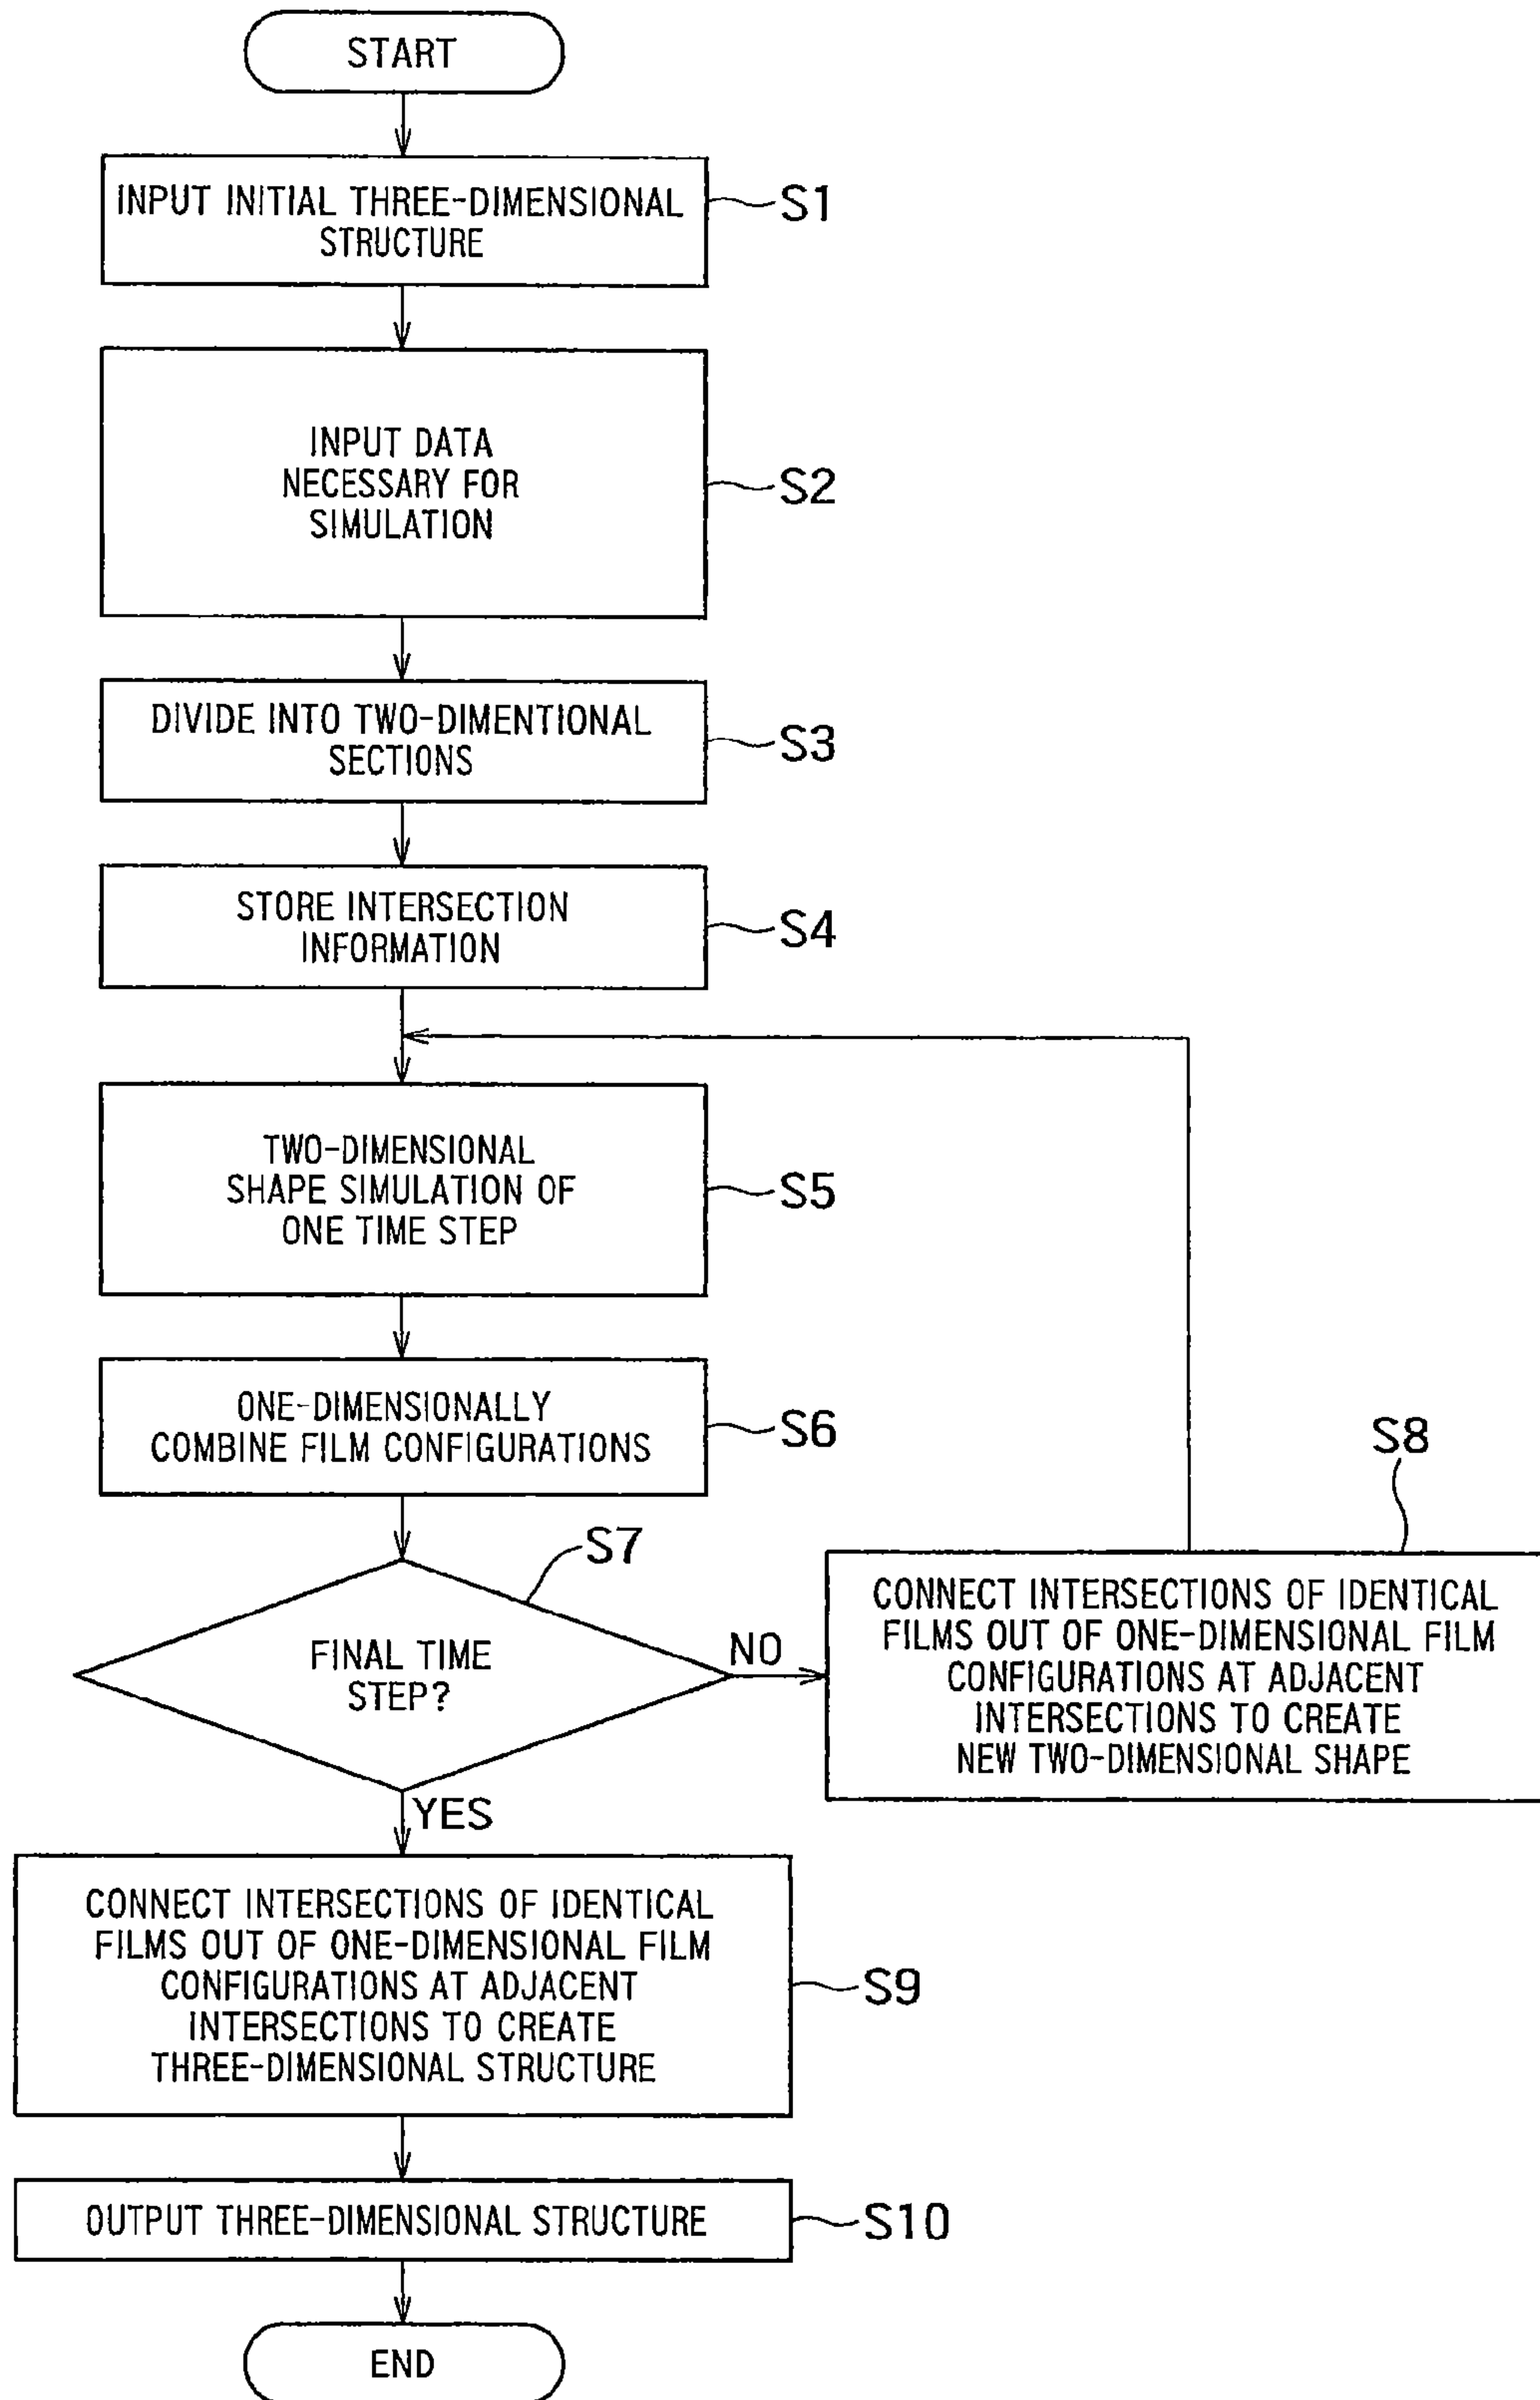 START
INPUT INITIAL THREE-DIMENSIONAL
STRUCTURE
S1
INPUT DATA
NECESSARY FOR
SIMULATION
S2
DIVIDE INTO TWO-DIMENTIONAL
SECTIONS
S3
STORE INTERSECTION
INFORMATION
S4
TWO-DIMENSIONAL
SHAPE SIMULATION OF
ONE TIME STEP
S5
ONE-DIMENSIONALLY
COMBINE FILM CONFIGURATIONS
S6
S7
FINAL TIME
STEP?
NO
S8
CONNECT INTERSECTIONS OF IDENTICAL
FILMS OUT OF ONE-DIMENSIONAL FILM
CONFIGURATIONS AT ADJACENT
INTERSECTIONS TO CREATE
NEW TWO-DIMENSIONAL SHAPE
YES
CONNECT INTERSECTIONS OF IDENTICAL
FILMS OUT OF ONE-DIMENSIONAL FILM
CONFIGURATIONS AT ADJACENT
INTERSECTIONS TO CREATE
THREE-DIMENSIONAL STRUCTURE
S9
OUTPUT THREE-DIMENSIONAL STRUCTURE
S10
END